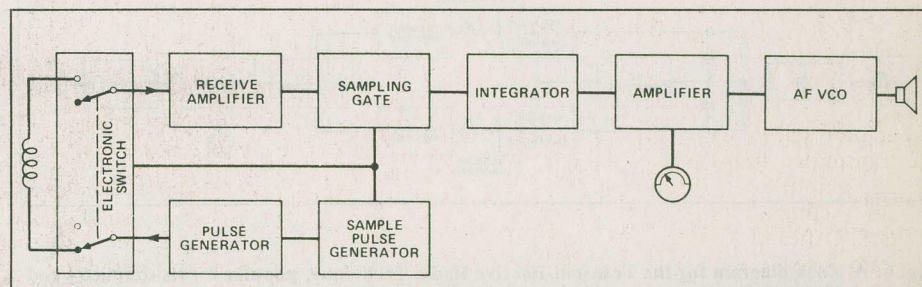 RECEIVE
AMPLIFIER
SAMPLING
GATE
INTEGRATOR
AMPLIFIER
AF VCO
ELECTRONIC
SWITCH
PULSE
GENERATOR
SAMPLE
PULSE
GENERATOR